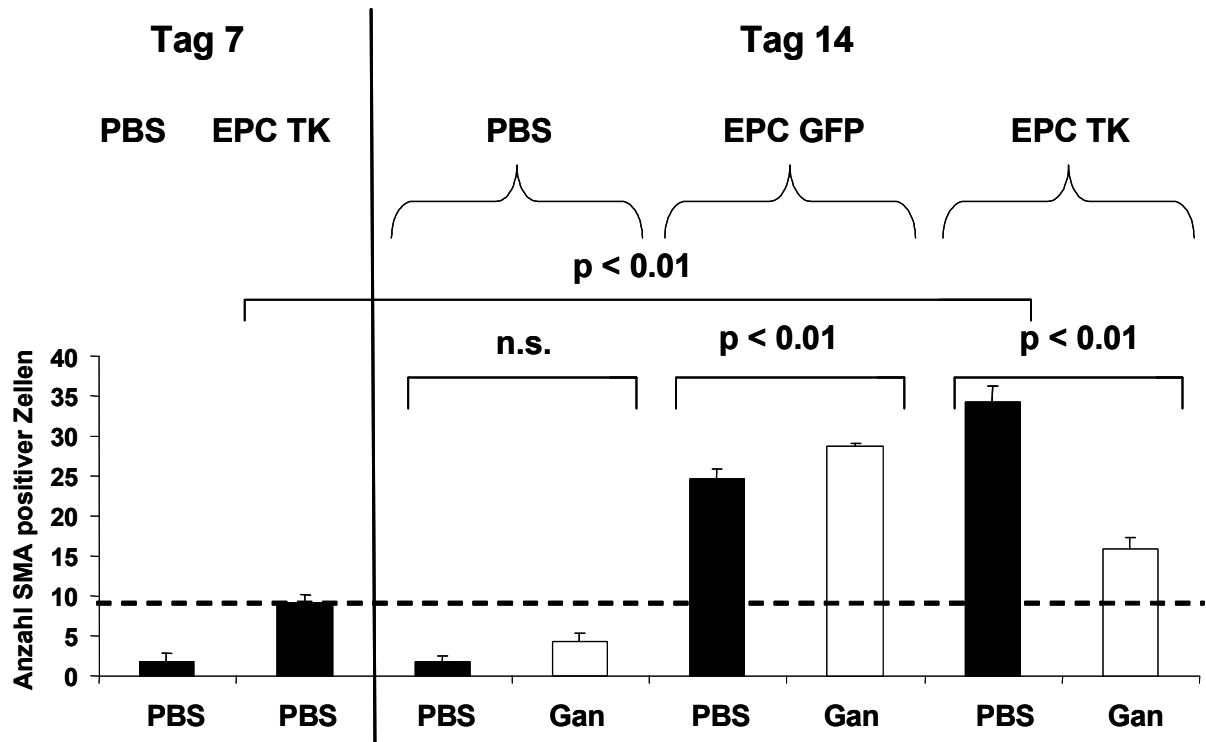 Tag 7 Tag 14
PBS EPC TK PBS EPC GFP EPC TK
p < 0.01
n.s. p < 0.01 p < 0.01
Anzahl SMA positiver Zellen
40
35
30
25
20
15
10
5
0
PBS PBS PBS Gan PBS Gan PBS Gan